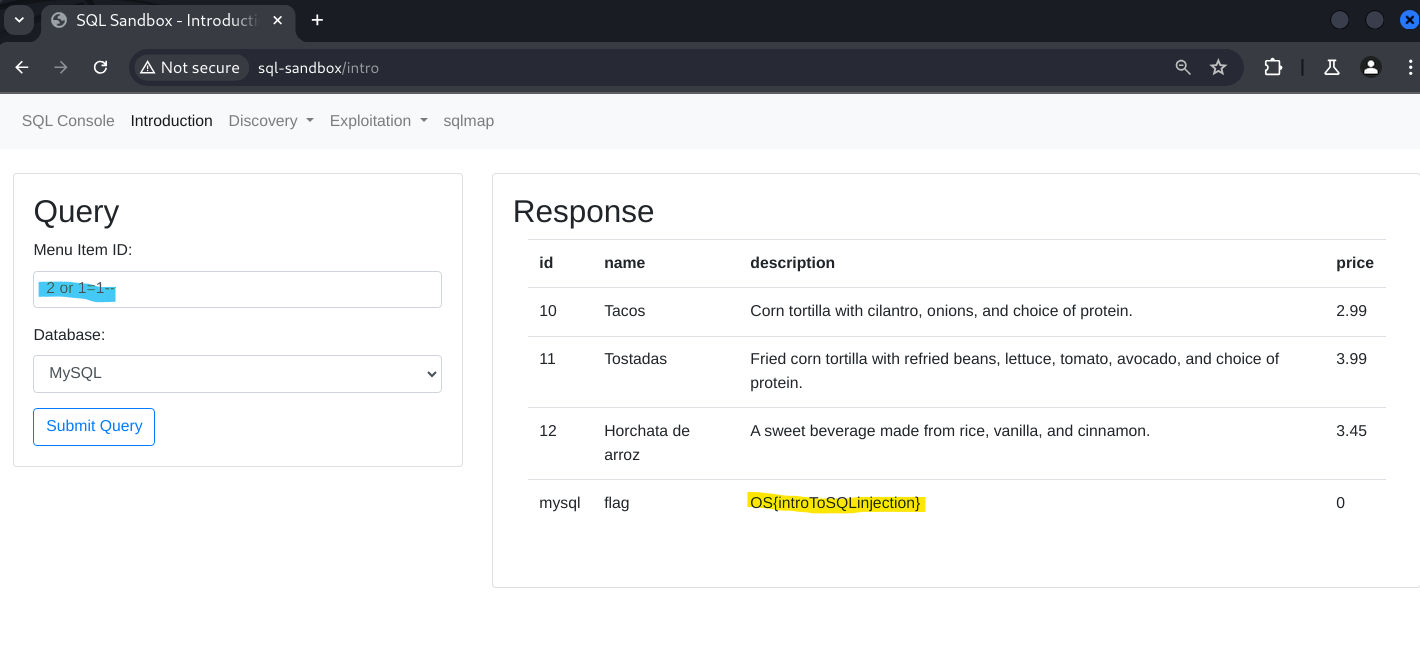 SQL Sandbox - Introducti
Not secure
sql-sandbox/intro
SQL Console Introduction Discovery Exploitation sqlmap
Query
Menu Item ID:
2 or 1=1--
Database:
MySQL
Submit Query
Response
id name description price
10 Tacos Corn tortilla with cilantro, onions, and choice of protein. 2.99
11 Tostadas Fried corn tortilla with refried beans, lettuce, tomato, avocado, and choice of 3.99
protein.
12 Horchata de A sweet beverage made from rice, vanilla, and cinnamon. 3.45
arroz
mysql flag OS{introToSQLinjection} 0